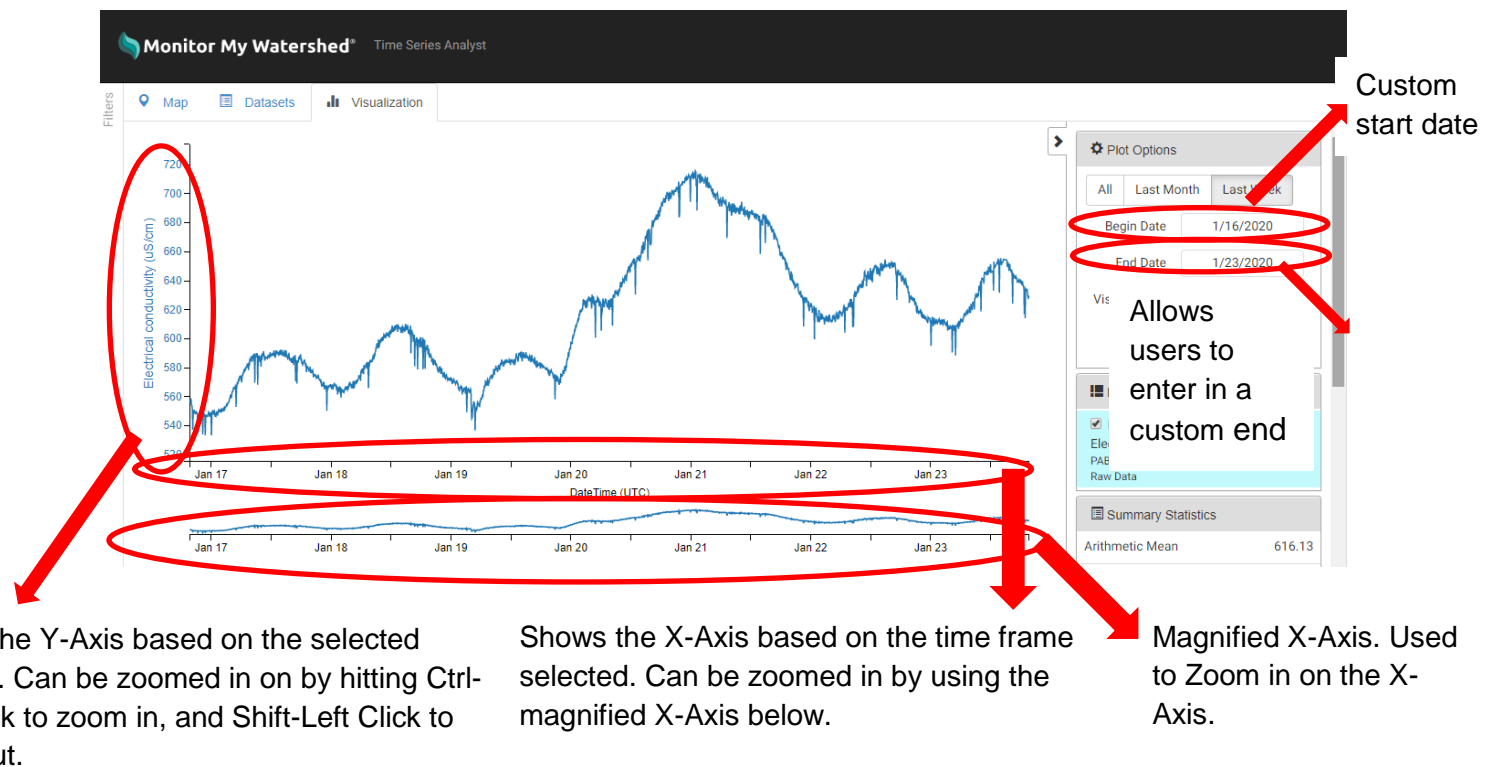 Monitor My Watershed® Time Series Analyst
Filters
Map Datasets Visualization
Custom
start date
Plot Options
All Last Month Last
Begin Date 1/16/2020
End Date 1/23/2020
Allows
users to
enter in a
custom end
Electrical conductivity (uS/cm)
720
700
680
660
640
620
600
580
560
540
520
Jan 17 Jan 18 Jan 19 Jan 20 Jan 21 Jan 22 Jan 23
DateTime (UTC)
Jan 17 Jan 18 Jan 19 Jan 20 Jan 21 Jan 22 Jan 23
Raw Data
Summary Statistics
Arithmetic Mean 616.13
he Y-Axis based on the selected
. Can be zoomed in on by hitting Ctrl-
k to zoom in, and Shift-Left Click to
ut.
Shows the X-Axis based on the time frame
selected. Can be zoomed in by using the
magnified X-Axis below.
Magnified X-Axis. Used
to Zoom in on the X-
Axis.